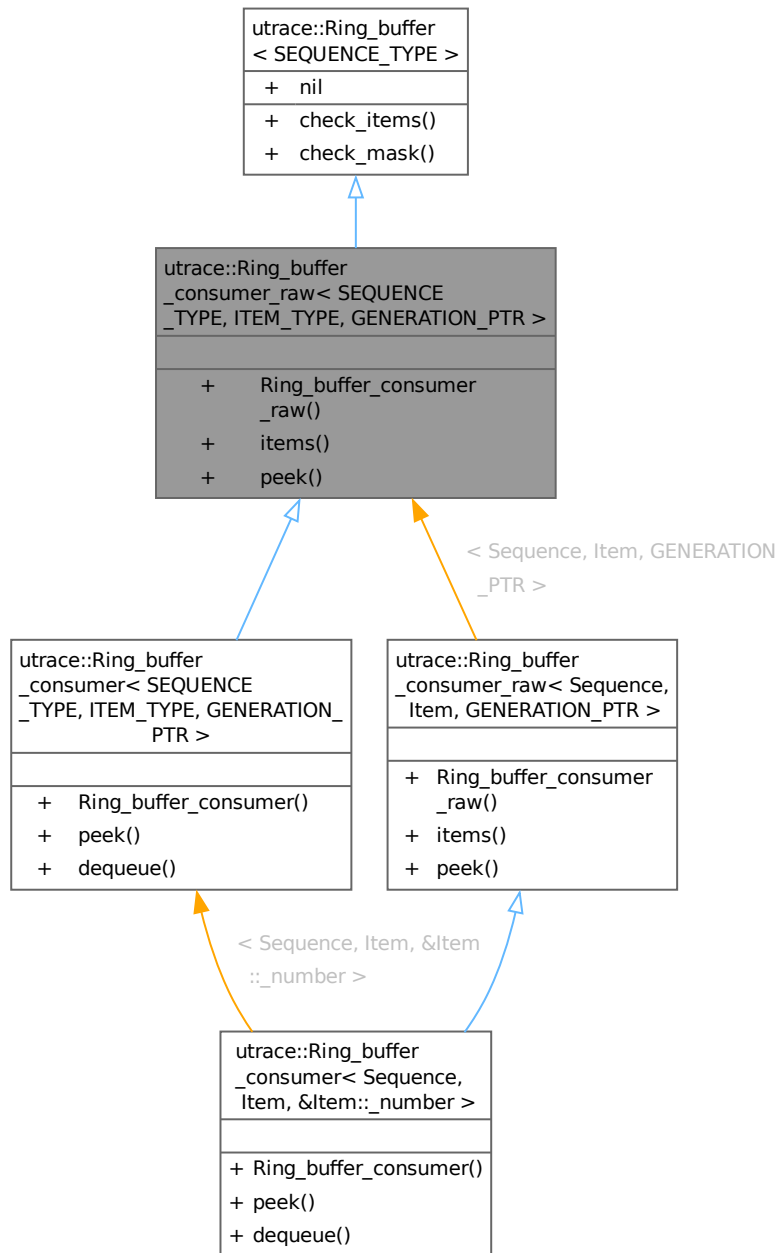 utrace::Ring_buffer
< SEQUENCE_TYPE >
+ nil
+ check_items()
+ check_mask()
utrace::Ring_buffer
_consumer_raw< SEQUENCE
_TYPE, ITEM_TYPE, GENERATION_PTR >
+ Ring_buffer_consumer
_raw()
+ items()
+ peek()
< Sequence, Item, GENERATION
_PTR >
utrace::Ring_buffer
_consumer< SEQUENCE
_TYPE, ITEM_TYPE, GENERATION_
PTR >
+ Ring_buffer_consumer()
+ peek()
+ dequeue()
utrace::Ring_buffer
_consumer_raw< Sequence,
Item, GENERATION_PTR >
+ Ring_buffer_consumer
_raw()
+ items()
+ peek()
< Sequence, Item, &Item
::_number >
utrace::Ring_buffer
_consumer< Sequence,
Item, &Item::_number >
+ Ring_buffer_consumer()
+ peek()
+ dequeue()